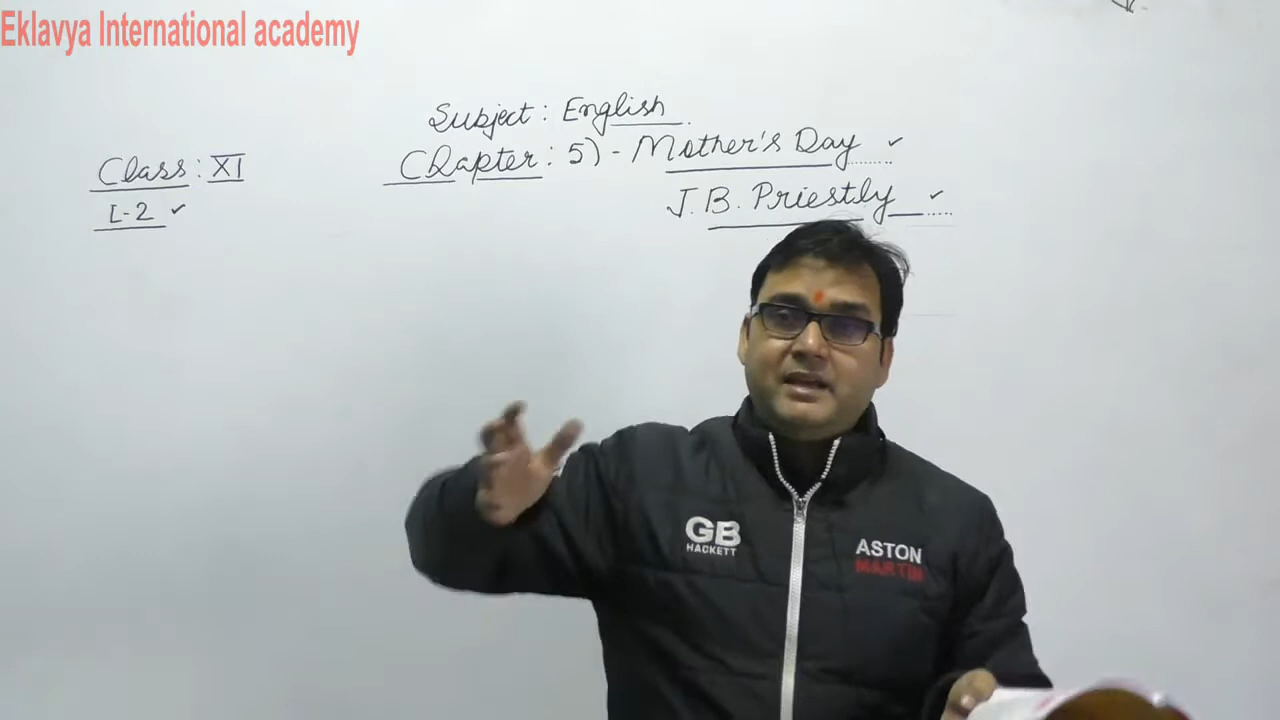 Eklavya International academy
Subject: English
Class: XI
Chapter: 5) - Mother's Day
L-2
J.B. Priestly
GB
HACKETT
ASTON
MARTIN